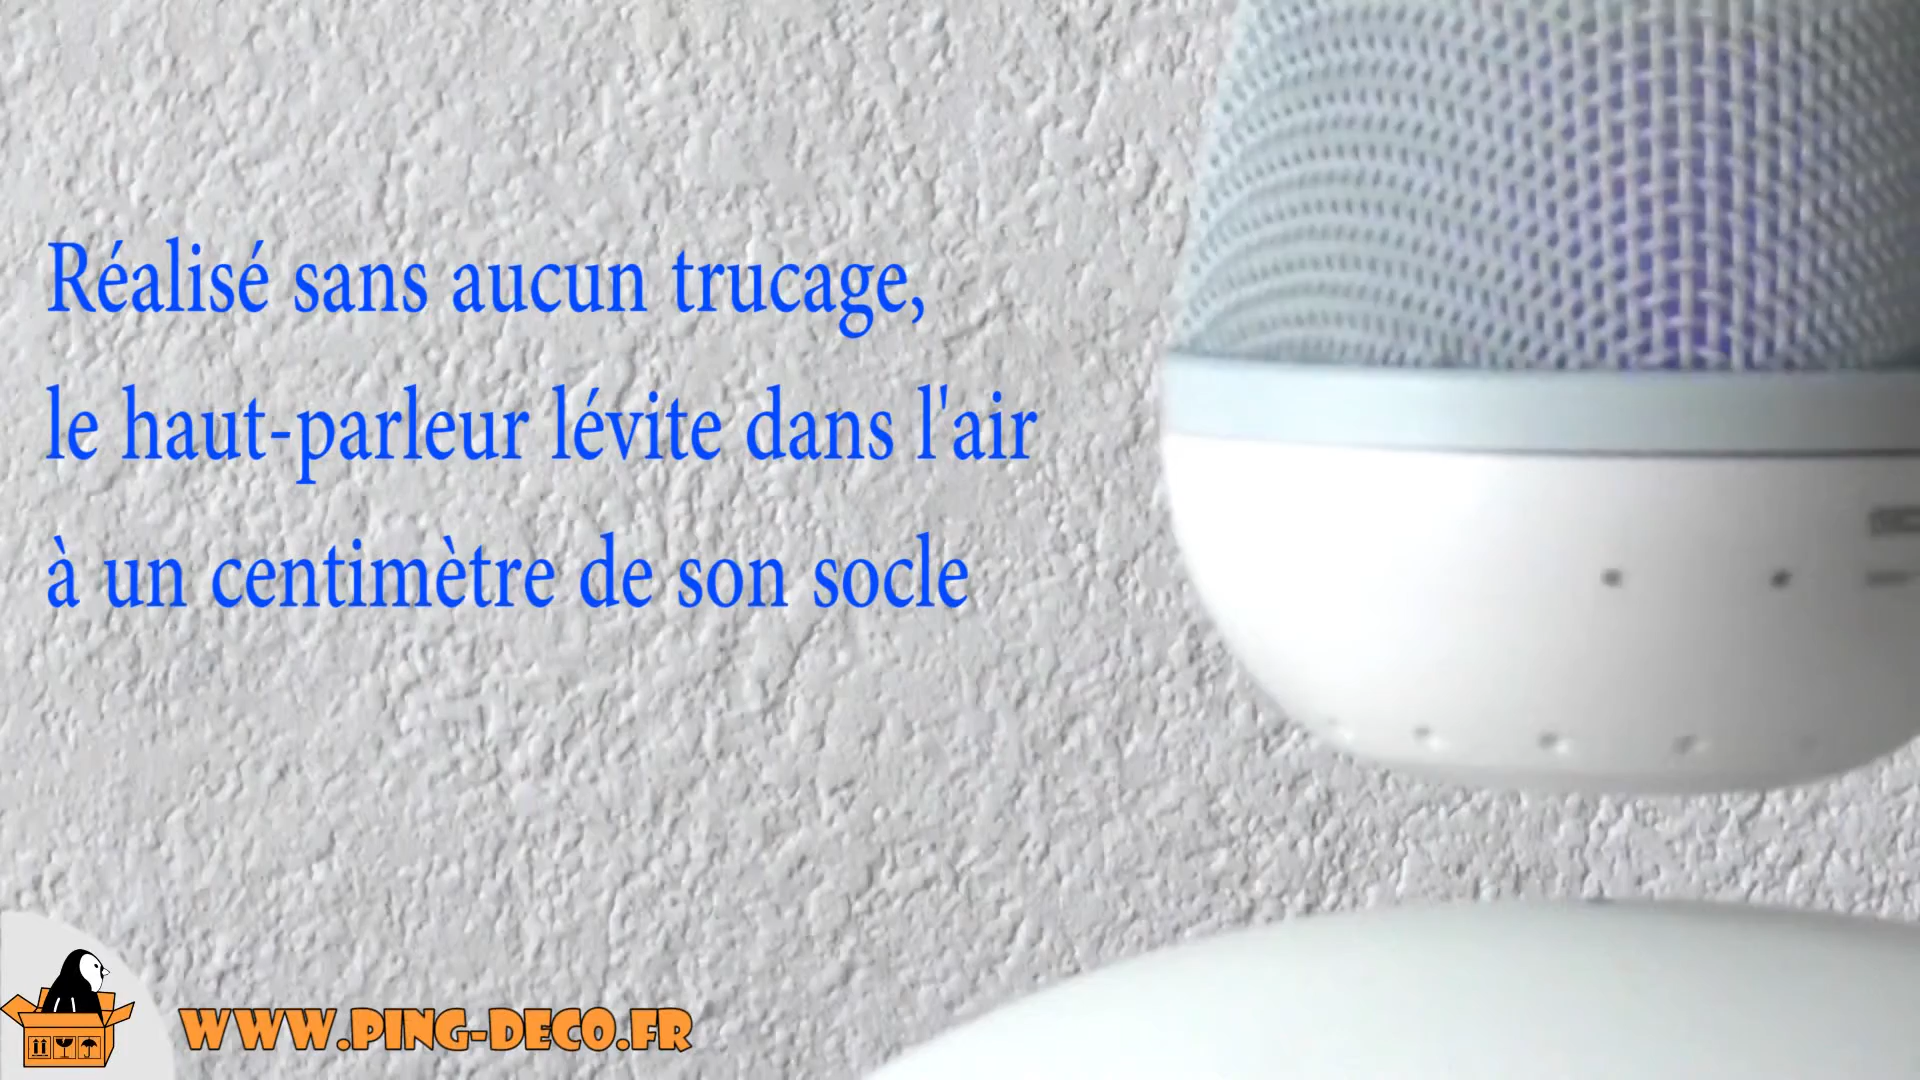 Réalisé sans aucun trucage,
le haut-parleur lévite dans l'air
à un centimètre de son socle
WWW.PING-DECO.FR